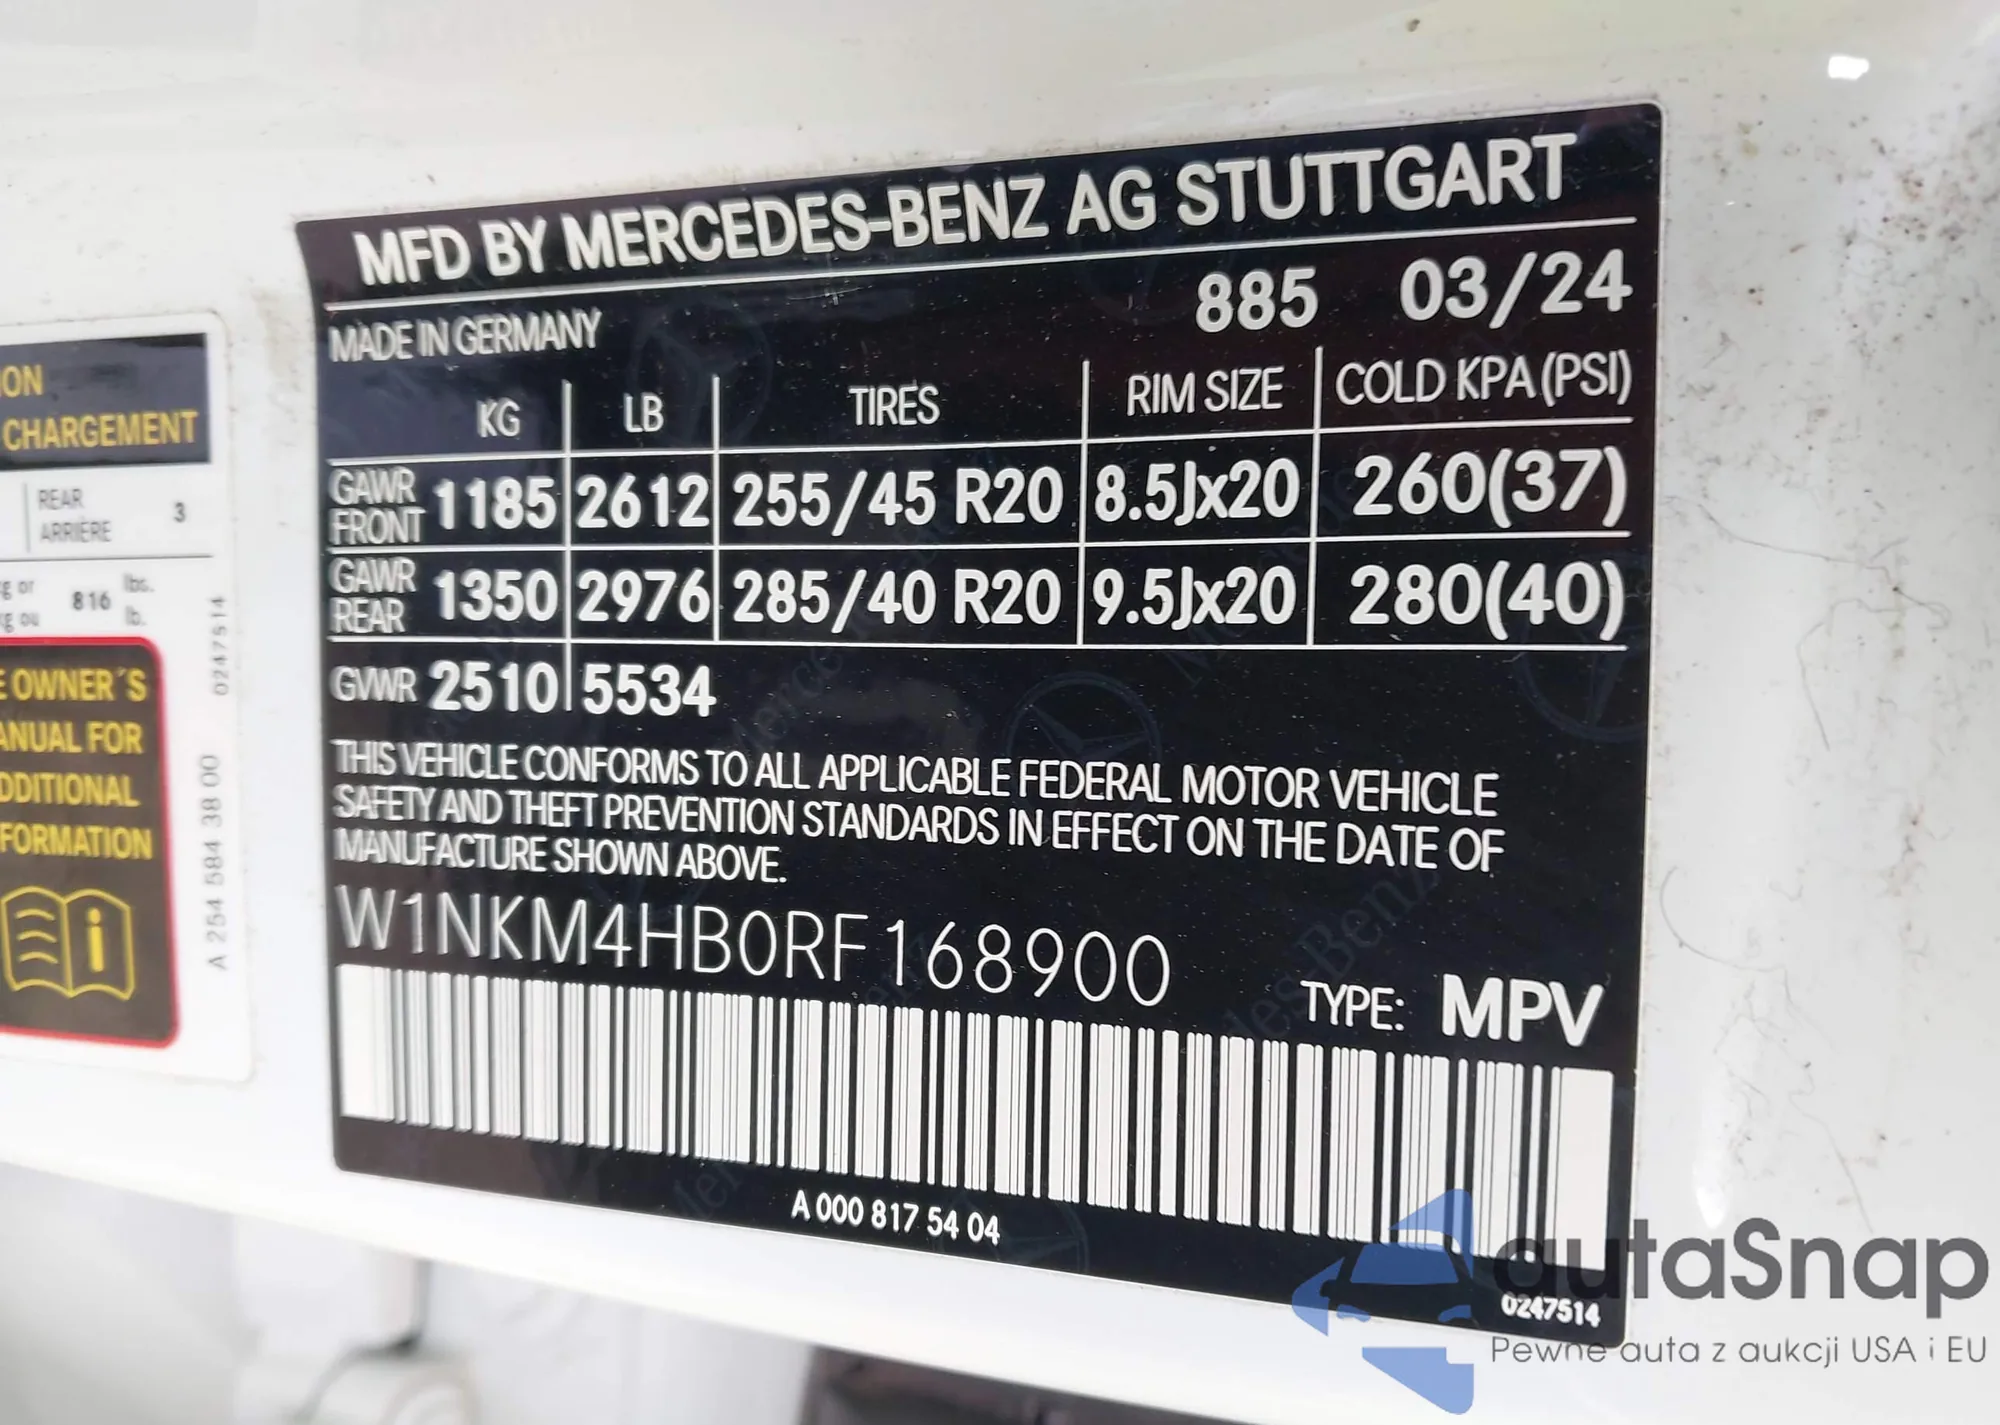 MFD BY MERCEDES-BENZ AG STUTTGART
MADE IN GERMANY 885 03/24
KG LB TIRES RIM SIZE COLD KPA (PSI)
GAWR FRONT 1185 2612 255/45 R20 8.5Jx20 260(37)
GAWR REAR 1350 2976 285/40 R20 9.5Jx20 280(40)
GVWR 2510 5534
THIS VEHICLE CONFORMS TO ALL APPLICABLE FEDERAL MOTOR VEHICLE
SAFETY AND THEFT PREVENTION STANDARDS IN EFFECT ON THE DATE OF
MANUFACTURE SHOWN ABOVE.
W1NKM4HB0RF168900
TYPE: MPV
A 000 817 54 04
0247514
CHARGEMENT
REAR
ARRIÈRE 3
or 816 lbs.
ou lb.
OWNER´S
FOR
0247514
A 254 584 38 00
autaSnap
Pewne auta z aukcji USA i EU